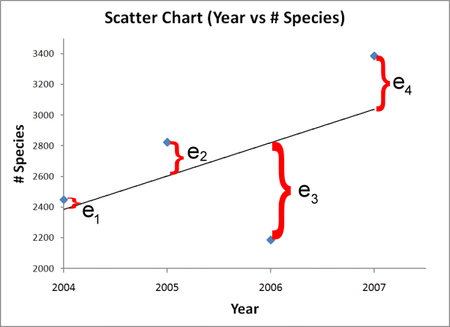 Scatter Chart (Year vs # Species)
3400
3200
3000
2800
2600
2400
2200
2000
# Species
e1
e2
e3
e4
2004 2005 2006 2007
Year